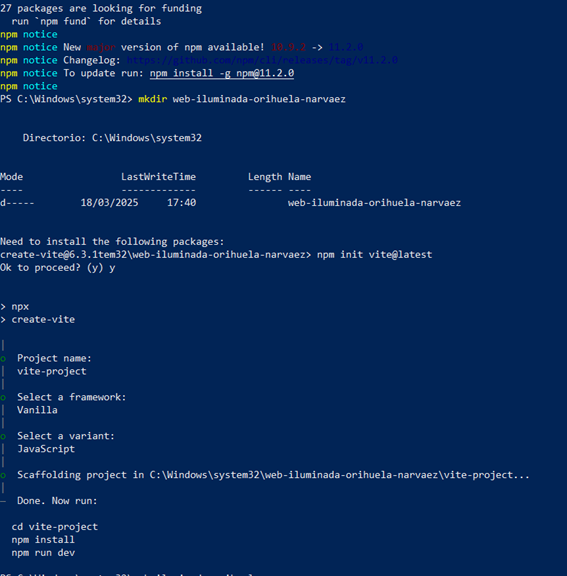 27 packages are looking for funding
run `npm fund` for details
npm notice
npm notice New major version of npm available! 10.9.2 -> 11.2.0
npm notice Changelog: https://github.com/npm/cli/releases/tag/v11.2.0
npm notice To update run: npm install -g npm@11.2.0
npm notice
PS C:\Windows\system32> mkdir web-iluminada-orihuela-narvaez
Directorio: C:\Windows\system32
Mode LastWriteTime Length Name
---- ------------- ------ ----
d----- 18/03/2025 17:40 web-iluminada-orihuela-narvaez
Need to install the following packages:
create-vite@6.3.1tem32\web-iluminada-orihuela-narvaez> npm init vite@latest
Ok to proceed? (y) y
> npx
> create-vite
Project name:
vite-project
Select a framework:
Vanilla
Select a variant:
JavaScript
Scaffolding project in C:\Windows\system32\web-iluminada-orihuela-narvaez\vite-project...
Done. Now run:
cd vite-project
npm install
npm run dev